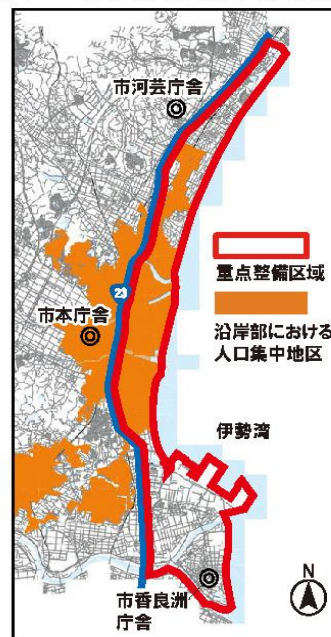 市河芸庁舎
重点整備区域
23
市本庁舎
沿岸部における
人口集中地区
伊勢湾
市香良洲
庁舎
N